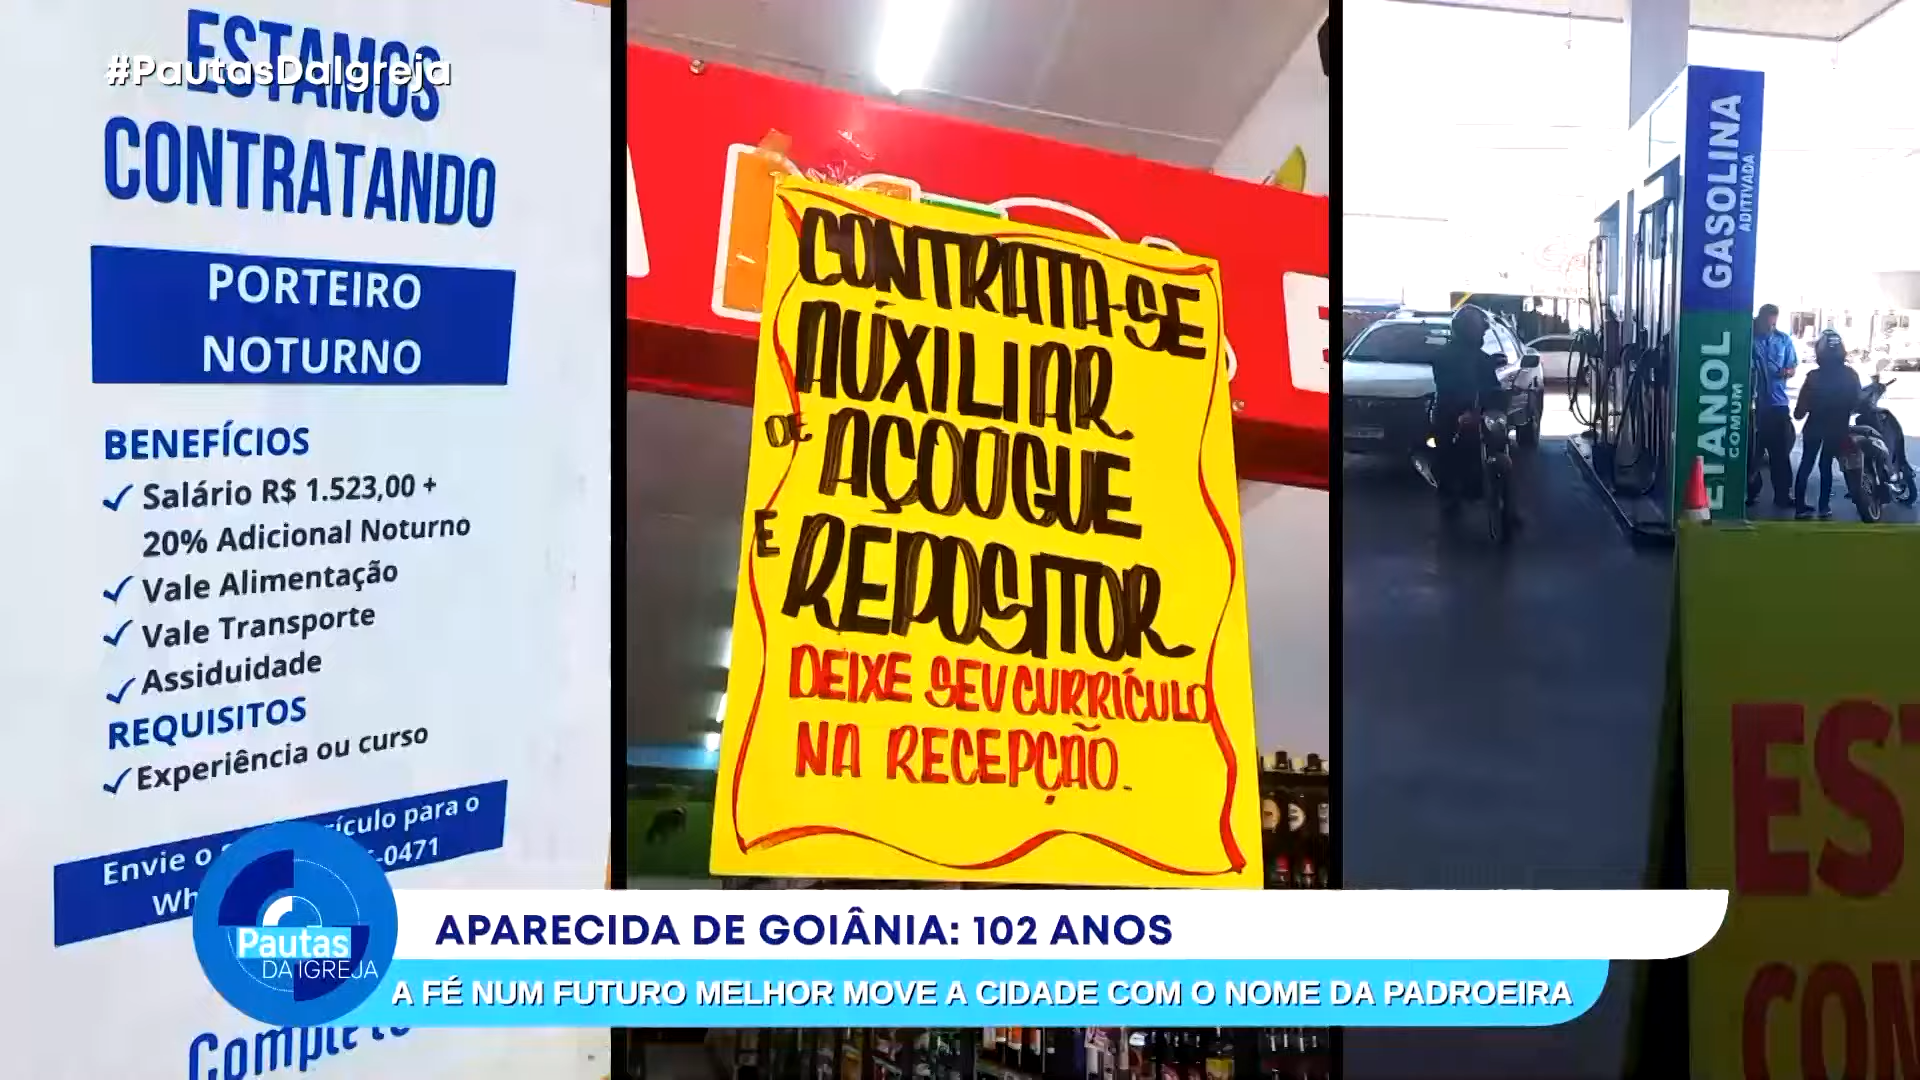 #PautasDaIgreja
ESTAMOS
CONTRATANDO
PORTEIRO
NOTURNO
BENEFÍCIOS
Salário R$ 1.523,00 +
20% Adicional Noturno
Vale Alimentação
Vale Transporte
Assiduidade
REQUISITOS
Experiência ou curso
Envie o
para o
-0471
CONTRATA-SE
AUXILIAR
DE AÇOUGUE
E REPOSITOR
DEIXE SEU CURRÍCULO
NA RECEPÇÃO.
GASOLINA
ADITIVADA
ETANOL
COMUM
APARECIDA DE GOIÂNIA: 102 ANOS
A FÉ NUM FUTURO MELHOR MOVE A CIDADE COM O NOME DA PADROEIRA
Pautas
DA IGREJA